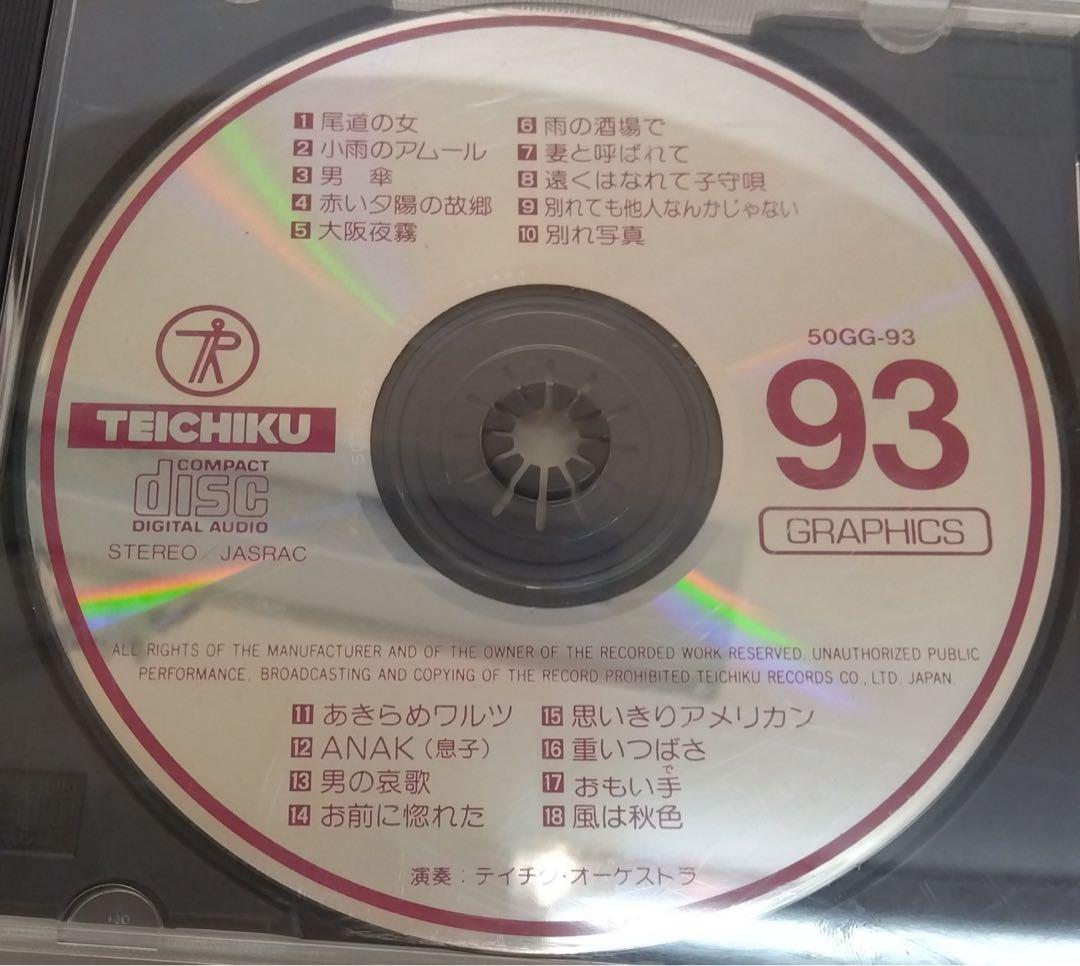 1 尾道の女
2 小雨のアムール
3 男 傘
4 赤い夕陽の故郷
5 大阪夜霧
6 雨の酒場で
7 妻と呼ばれて
8 遠くはなれて子守唄
9 別れても他人なんかじゃない
10 別れ写真
TEICHIKU
COMPACT
disc
DIGITAL AUDIO
STEREO／JASRAC
50GG-93
93
GRAPHICS
ALL RIGHTS OF THE MANUFACTURER AND OF THE OWNER OF THE RECORDED WORK RESERVED. UNAUTHORIZED PUBLIC
PERFORMANCE, BROADCASTING AND COPYING OF THE RECORD PROHIBITED TEICHIKU RECORDS CO., LTD. JAPAN.
11 あきらめワルツ
12 ANAK（息子）
13 男の哀歌
14 お前に惚れた
15 思いきりアメリカン
16 重いつばさ
17 おもい手で
18 風は秋色
演奏：テイチク・オーケストラ